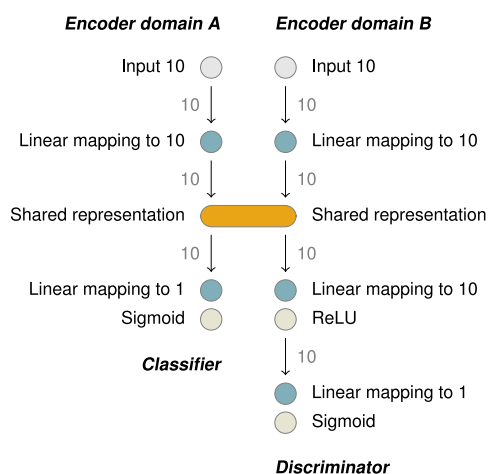 Encoder domain A Encoder domain B
Input 10 Input 10
10 10
Linear mapping to 10 Linear mapping to 10
10 10
Shared representation Shared representation
10 10
Linear mapping to 1 Linear mapping to 10
Sigmoid ReLU
10
Classifier
Linear mapping to 1
Sigmoid
Discriminator